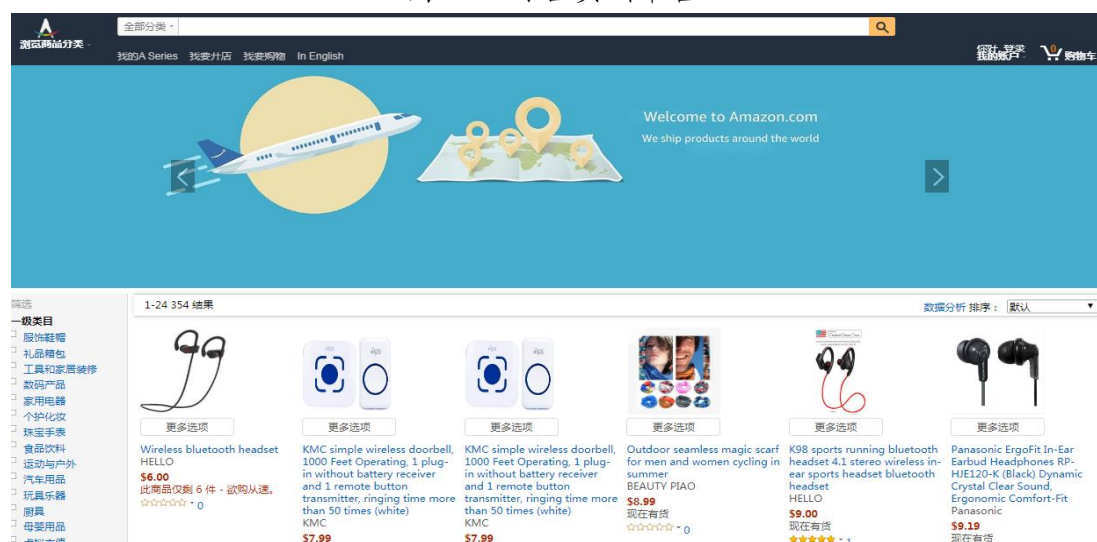 全部分类
浏览商品分类
我的A Series 我要开店 我要购物 In English
我的账户
0
购物车
Welcome to Amazon.com
We ship products around the world
筛选
一级类目
服饰鞋帽
礼品箱包
工具和家居装修
数码产品
家用电器
个护化妆
珠宝手表
食品饮料
运动与户外
汽车用品
玩具乐器
厨具
母婴用品
1-24 354 结果
数据分析 排序: 默认
更多选项
Wireless bluetooth headset
HELLO
$6.00
此商品仅剩 6 件 - 欲购从速。
0
更多选项
KMC simple wireless doorbell,
1000 Feet Operating, 1 plug-
in without battery receiver
and 1 remote button
transmitter, ringing time more
than 50 times (white)
KMC
$7.99
更多选项
KMC simple wireless doorbell,
1000 Feet Operating, 1 plug-
in without battery receiver
and 1 remote button
transmitter, ringing time more
than 50 times (white)
KMC
$7.99
更多选项
Outdoor seamless magic scarf
for men and women cycling in
summer
BEAUTY PIAO
$8.99
现在有货
0
更多选项
K98 sports running bluetooth
headset 4.1 stereo wireless in-
ear sports headset bluetooth
headset
HELLO
$9.00
现在有货
1
更多选项
Panasonic ErgoFit In-Ear
Earbud Headphones RP-
HJE120-K (Black) Dynamic
Crystal Clear Sound,
Ergonomic Comfort-Fit
Panasonic
$9.19
现在有货